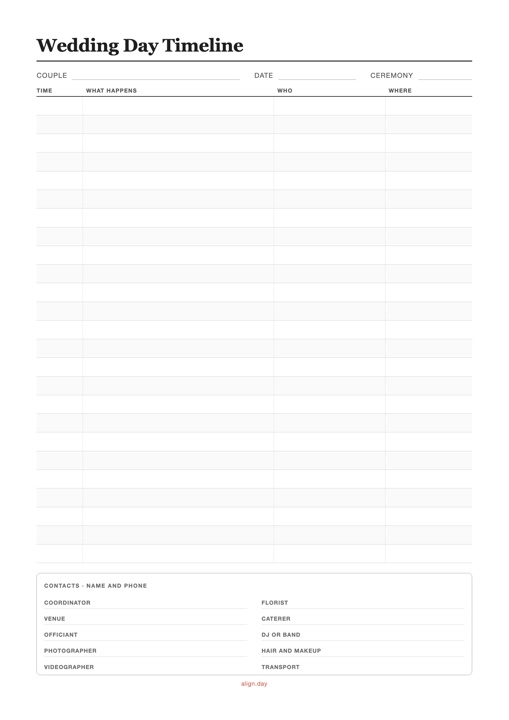 Wedding Day Timeline
COUPLE DATE CEREMONY
TIME WHAT HAPPENS WHO WHERE
CONTACTS · NAME AND PHONE
COORDINATOR FLORIST
VENUE CATERER
OFFICIANT DJ OR BAND
PHOTOGRAPHER HAIR AND MAKEUP
VIDEOGRAPHER TRANSPORT
align.day